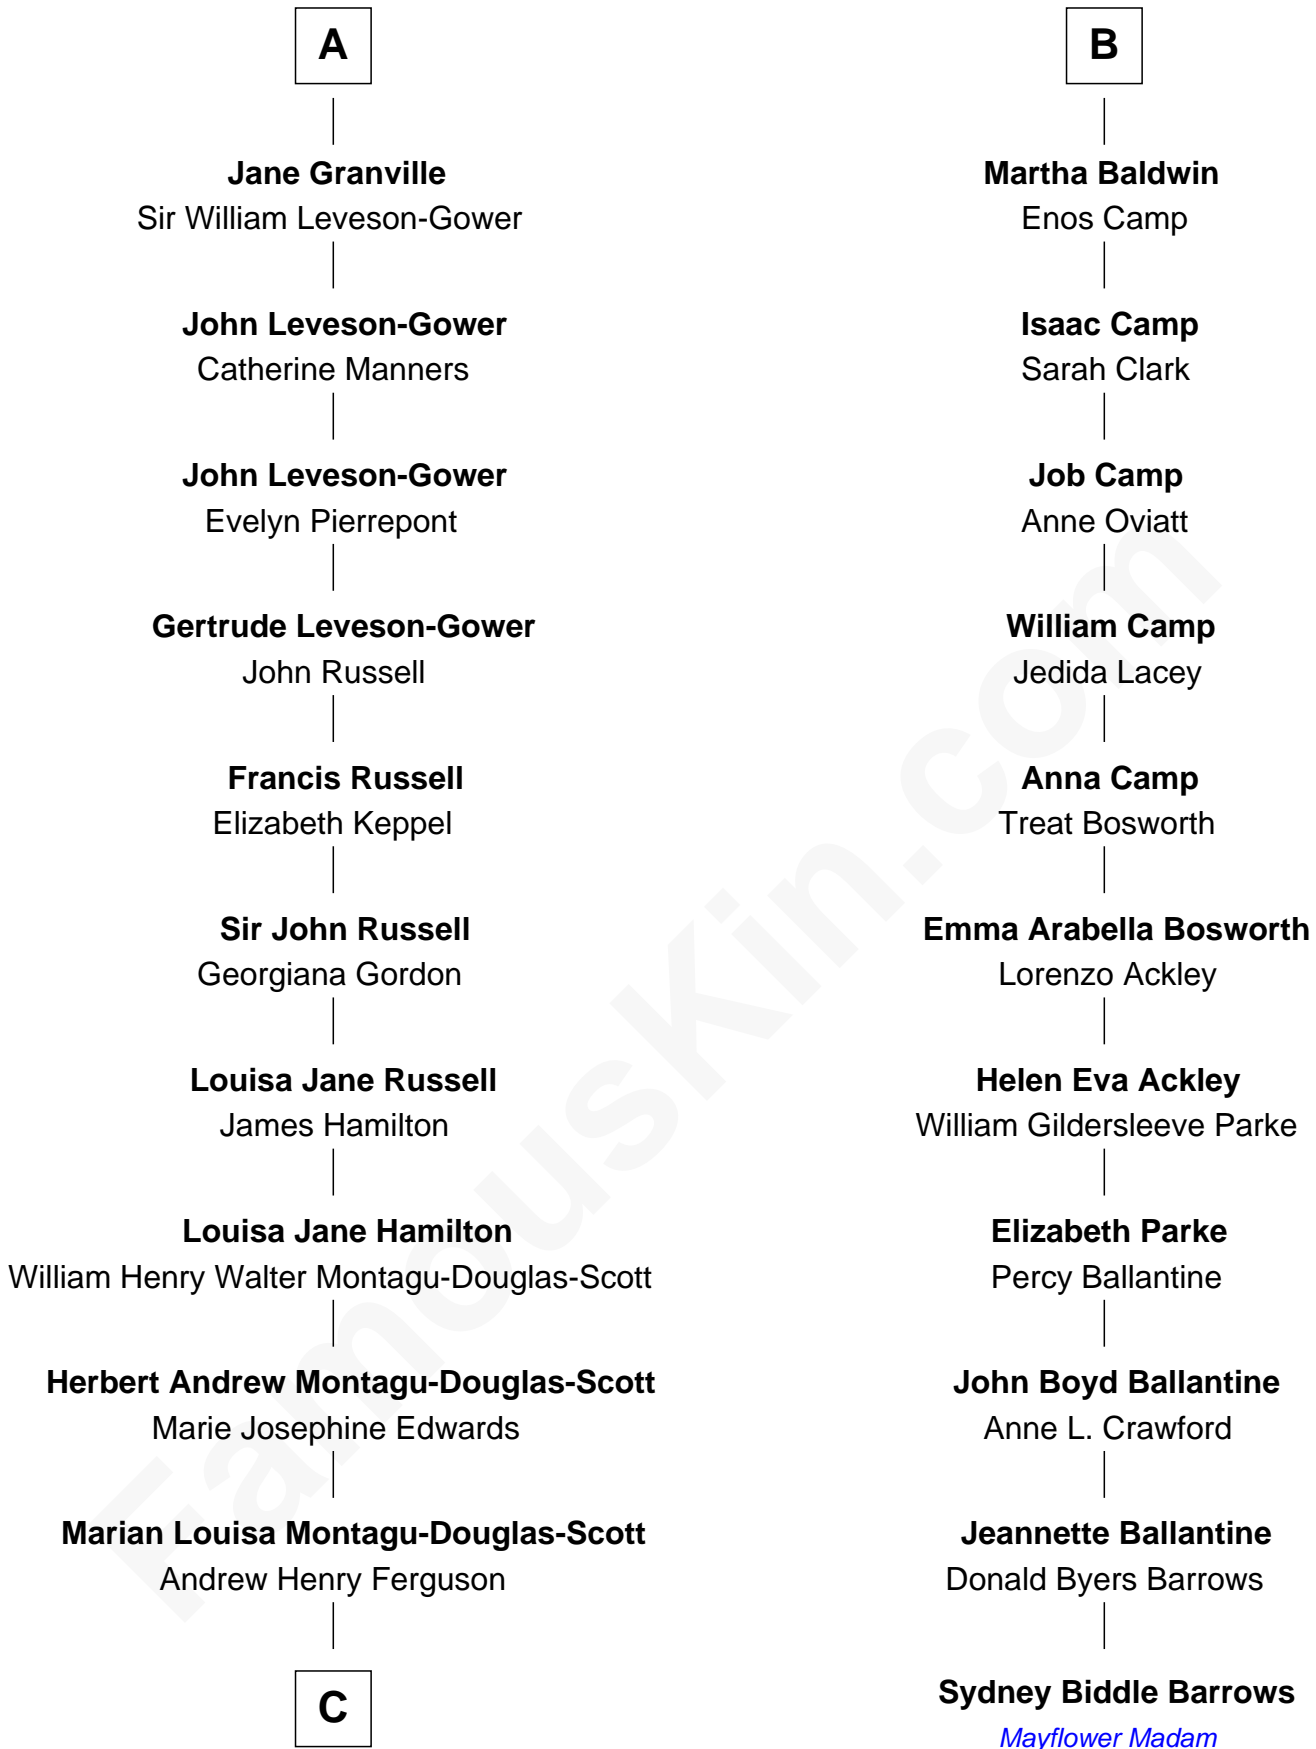 A
Jane Granville
Sir William Leveson-Gower
John Leveson-Gower
Catherine Manners
John Leveson-Gower
Evelyn Pierrepont
Gertrude Leveson-Gower
John Russell
Francis Russell
Elizabeth Keppel
Sir John Russell
Georgiana Gordon
Louisa Jane Russell
James Hamilton
Louisa Jane Hamilton
William Henry Walter Montagu-Douglas-Scott
Herbert Andrew Montagu-Douglas-Scott
Marie Josephine Edwards
Marian Louisa Montagu-Douglas-Scott
Andrew Henry Ferguson
C
B
Martha Baldwin
Enos Camp
Isaac Camp
Sarah Clark
Job Camp
Anne Oviatt
William Camp
Jedida Lacey
Anna Camp
Treat Bosworth
Emma Arabella Bosworth
Lorenzo Ackley
Helen Eva Ackley
William Gildersleeve Parke
Elizabeth Parke
Percy Ballantine
John Boyd Ballantine
Anne L. Crawford
Jeannette Ballantine
Donald Byers Barrows
Sydney Biddle Barrows
Mayflower Madam
FamousKin.com